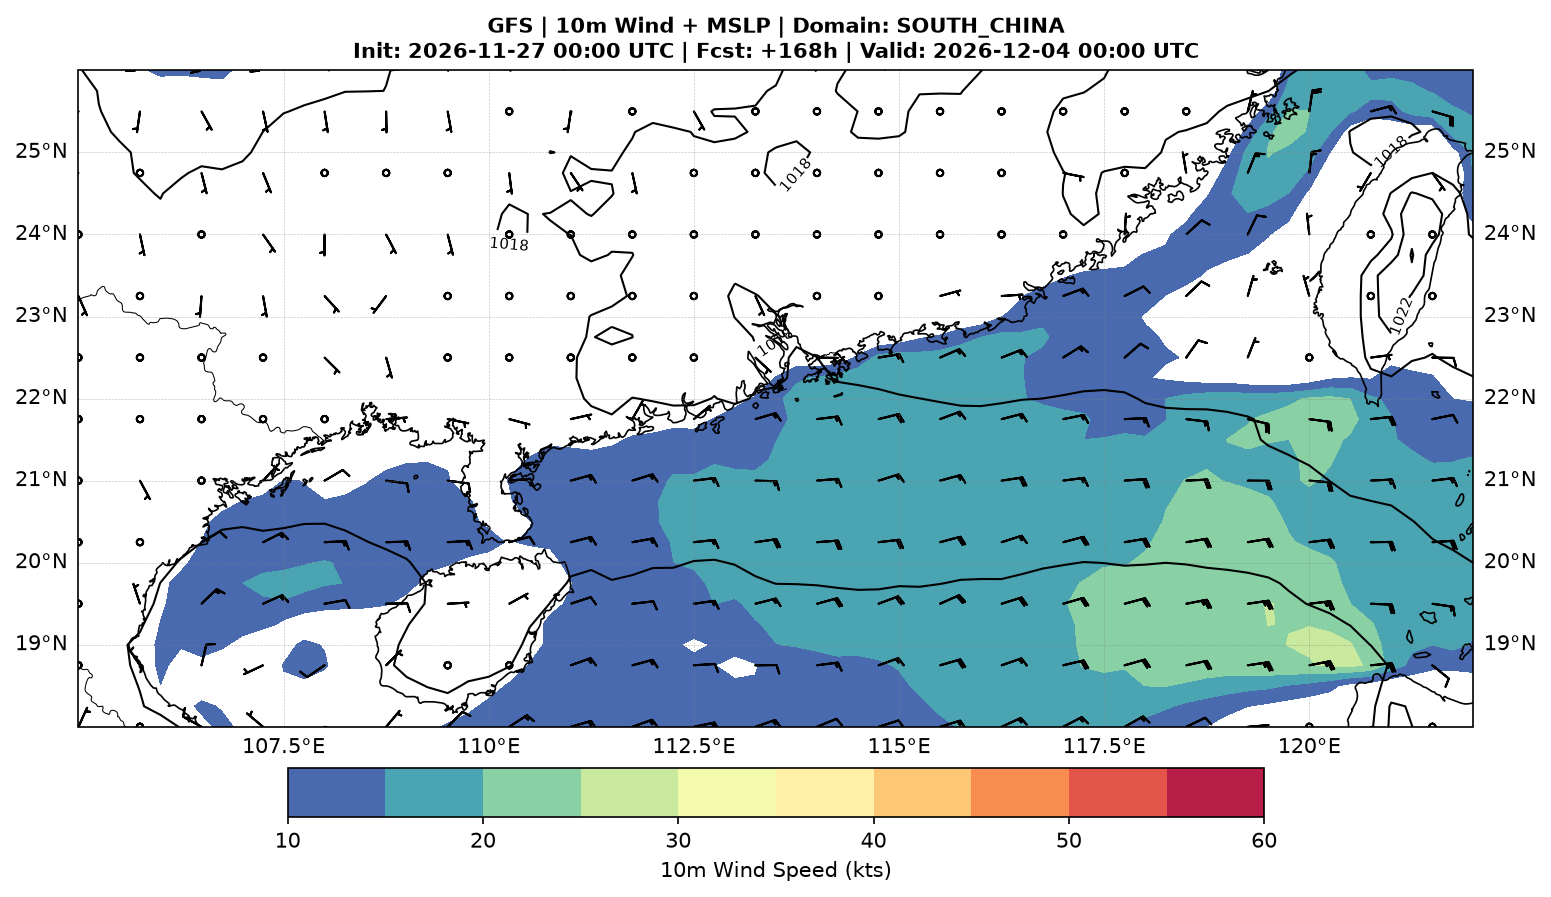 GFS | 10m Wind + MSLP | Domain: SOUTH_CHINA
Init: 2026-11-27 00:00 UTC | Fcst: +168h | Valid: 2026-12-04 00:00 UTC
25°N 25°N
24°N 24°N
23°N 23°N
22°N 22°N
21°N 21°N
20°N 20°N
19°N 19°N
1018
1018
1018
1022
107.5°E 110°E 112.5°E 115°E 117.5°E 120°E
10 20 30 40 50 60
10m Wind Speed (kts)